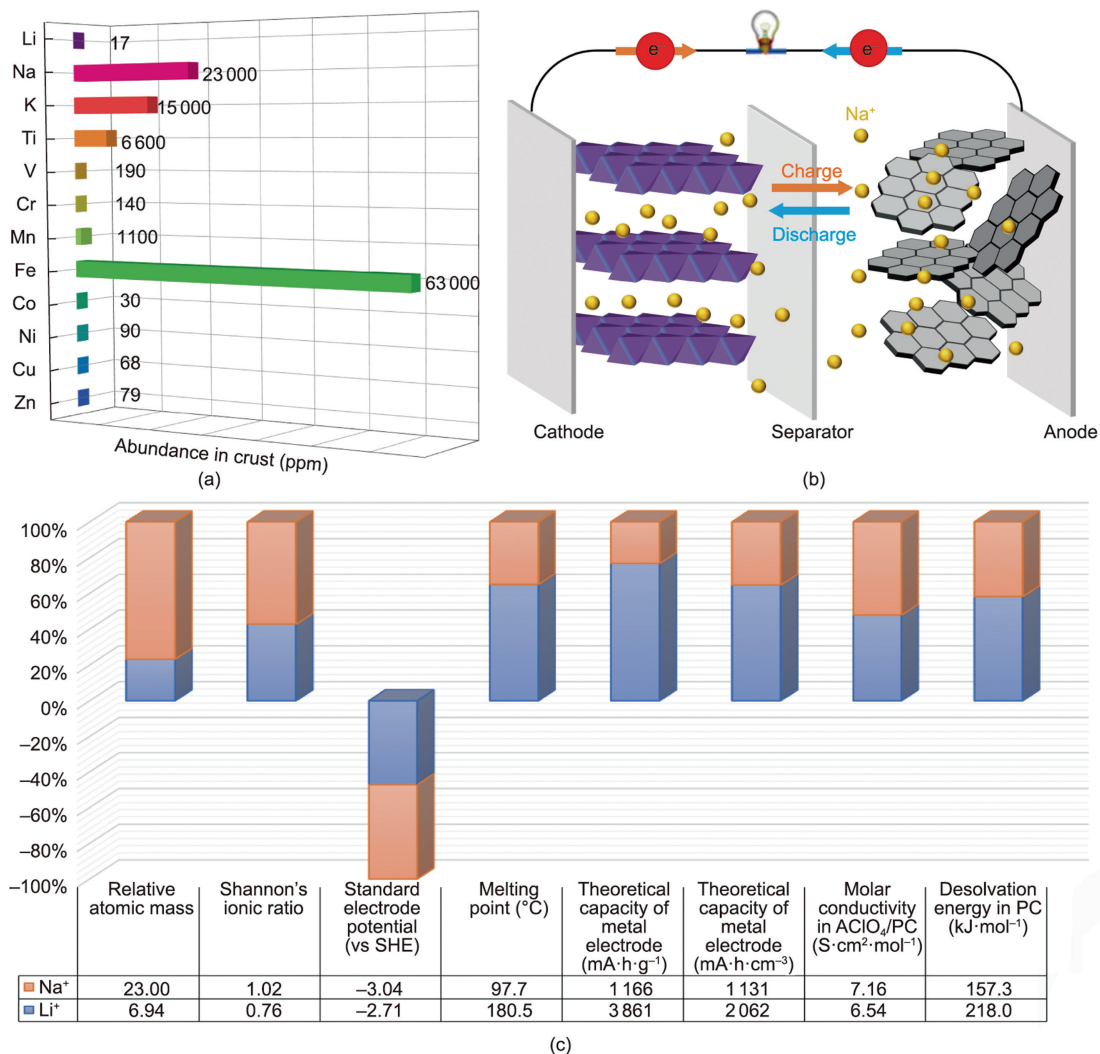 Li 17
Na 23 000
K 15 000
Ti 6 600
V 190
Cr 140
Mn 1100
Fe 63 000
Co 30
Ni 90
Cu 68
Zn 79
Abundance in crust (ppm)
(a)
e e
Na⁺
Charge
Discharge
Cathode Separator Anode
(b)
100%
80%
60%
40%
20%
0%
–20%
–40%
–60%
–80%
–100%
Relative atomic mass
Shannon's ionic ratio
Standard electrode potential (vs SHE)
Melting point (°C)
Theoretical capacity of metal electrode (mA·h·g⁻¹)
Theoretical capacity of metal electrode (mA·h·cm⁻³)
Molar conductivity in AClO₄/PC (S·cm²·mol⁻¹)
Desolvation energy in PC (kJ·mol⁻¹)
Na⁺ 23.00 1.02 –3.04 97.7 1 166 1 131 7.16 157.3
Li⁺ 6.94 0.76 –2.71 180.5 3 861 2 062 6.54 218.0
(c)